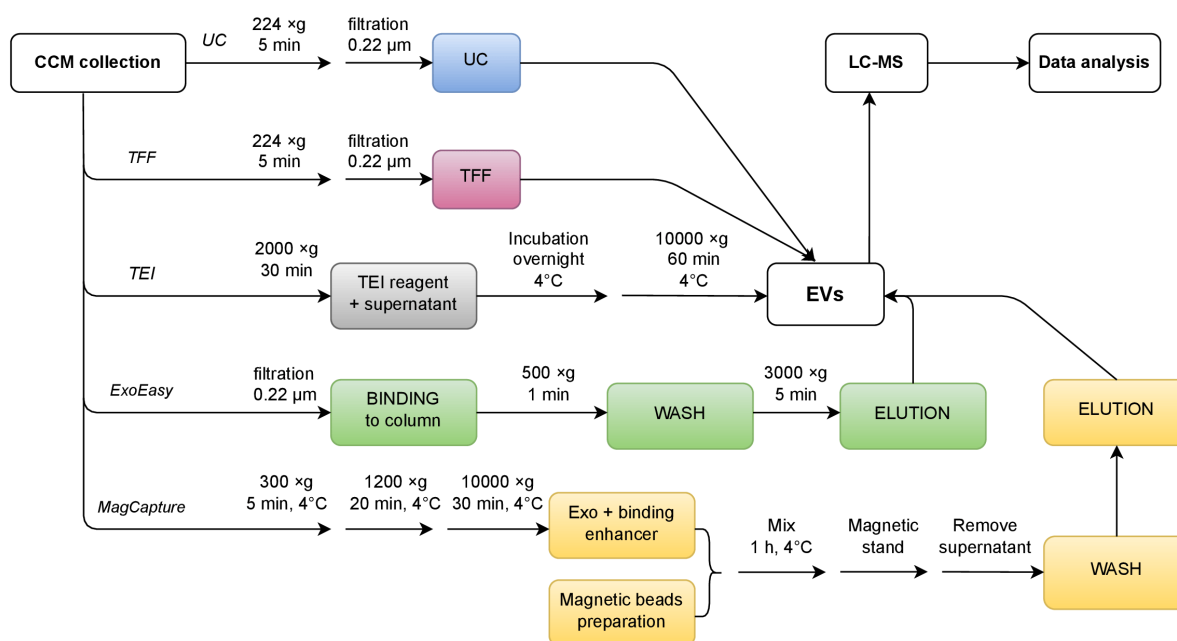 CCM collection
UC
224 ×g
5 min
filtration
0.22 µm
UC
LC-MS
Data analysis
TFF
224 ×g
5 min
filtration
0.22 µm
TFF
TEI
2000 ×g
30 min
TEI reagent
+ supernatant
Incubation
overnight
4°C
10000 ×g
60 min
4°C
EVs
ExoEasy
filtration
0.22 µm
BINDING
to column
500 ×g
1 min
WASH
3000 ×g
5 min
ELUTION
ELUTION
MagCapture
300 ×g
5 min, 4°C
1200 ×g
20 min, 4°C
10000 ×g
30 min, 4°C
Exo + binding
enhancer
Magnetic beads
preparation
Mix
1 h, 4°C
Magnetic
stand
Remove
supernatant
WASH